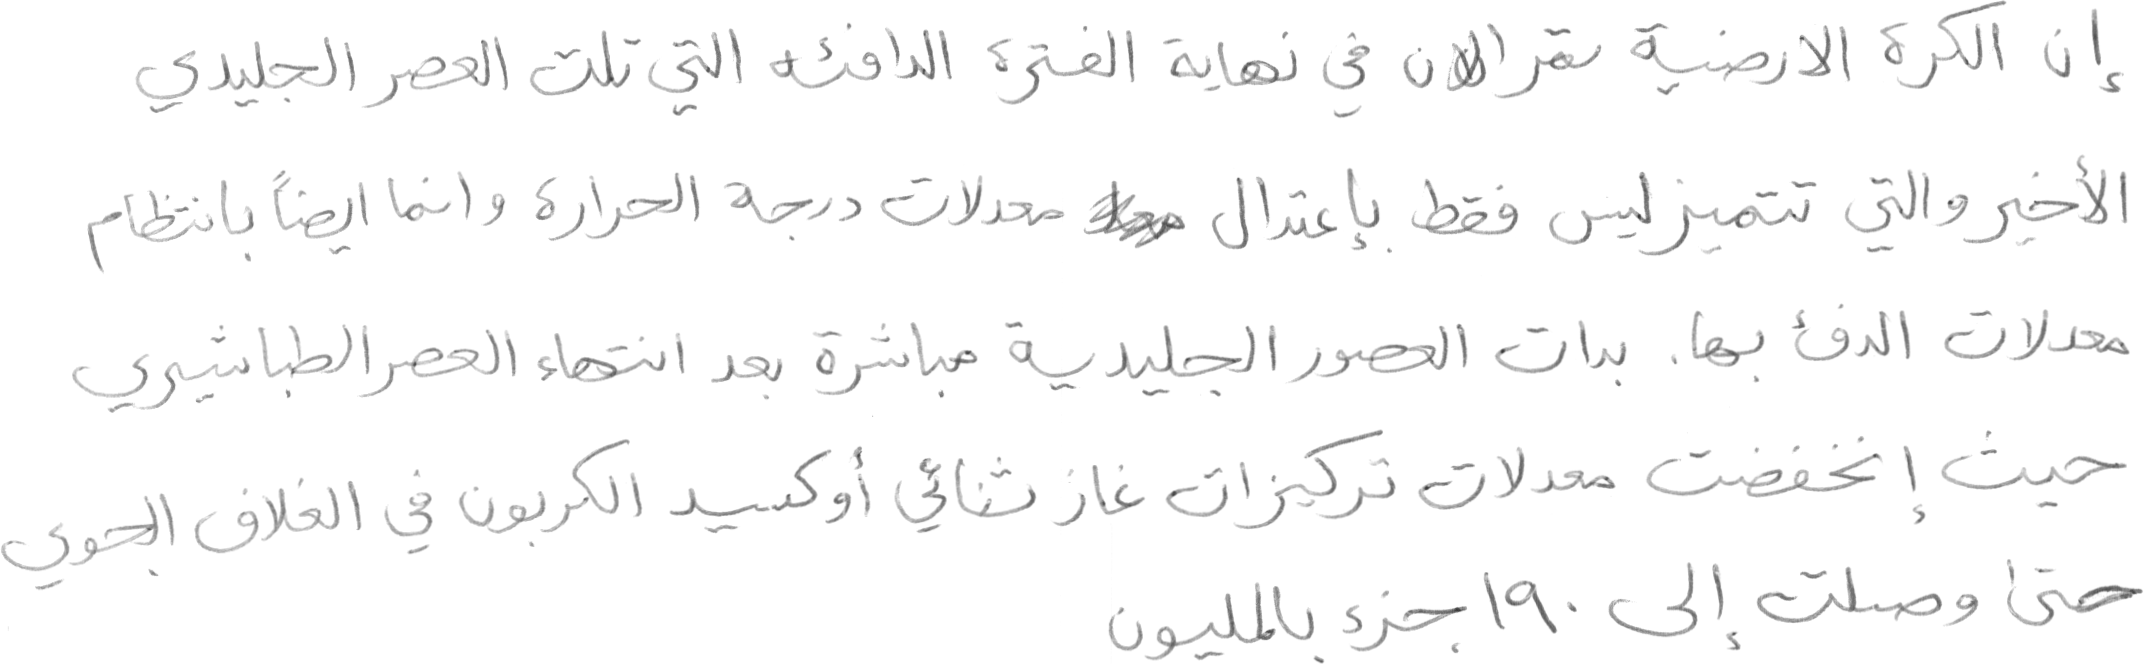 إن الكرة الارضية تمر الان في نهاية الفترة الدافئه التي تلت العصر الجليدي
الأخير والتي تتميز ليس فقط بإعتدال معدلات درجة الحرارة وانما ايضاً بانتظام
معدلات الدفئ بها. بدات العصور الجليدية مباشرة بعد انتهاء العصر الطباشيري
حيث إنخفضت معدلات تركيزات غاز ثنائي أوكسيد الكربون في الغلاف الجوي
حتى وصلت إلى ١٩٠ جزء بالمليون